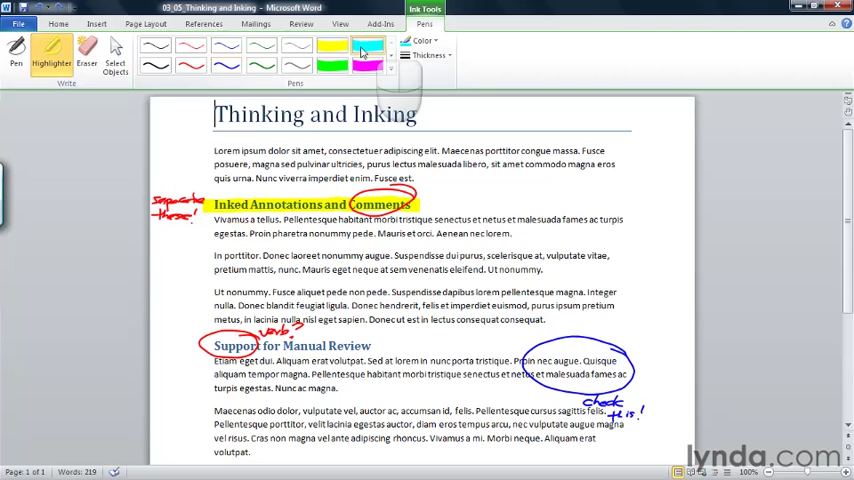 03_05_Thinking and Inking - Microsoft Word
Ink Tools
File Home Insert Page Layout References Mailings Review View Add-Ins Pens
Pen Highlighter Eraser Select Objects
Color
Thickness
Write Pens
Thinking and Inking
Lorem ipsum dolor sit amet, consectetuer adipiscing elit. Maecenas porttitor congue massa. Fusce
posuere, magna sed pulvinar ultricies, purus lectus malesuada libero, sit amet commodo magna eros
quis urna. Nunc viverra imperdiet enim. Fusce est.
separate
these!
Inked Annotations and Comments
Vivamus a tellus. Pellentesque habitant morbi tristique senectus et netus et malesuada fames ac turpis
egestas. Proin pharetra nonummy pede. Mauris et orci. Aenean nec lorem.
In porttitor. Donec laoreet nonummy augue. Suspendisse dui purus, scelerisque at, vulputate vitae,
pretium mattis, nunc. Mauris eget neque at sem venenatis eleifend. Ut nonummy.
Ut nonummy. Fusce aliquet pede non pede. Suspendisse dapibus lorem pellentesque magna. Integer
nulla. Donec blandit feugiat ligula. Donec hendrerit, felis et imperdiet euismod, purus ipsum pretium
metus, in lacinia nulla nisl eget sapien. Donec ut est in lectus consequat consequat.
verb?
Support for Manual Review
Etiam eget dui. Aliquam erat volutpat. Sed at lorem in nunc porta tristique. Proin nec augue. Quisque
aliquam tempor magna. Pellentesque habitant morbi tristique senectus et netus et malesuada fames ac
turpis egestas. Nunc ac magna.
check
this!
Maecenas odio dolor, vulputate vel, auctor ac, accumsan id, felis. Pellentesque cursus sagittis felis.
Pellentesque porttitor, velit lacinia egestas auctor, diam eros tempus arcu, nec vulputate augue magna
vel risus. Cras non magna vel ante adipiscing rhoncus. Vivamus a mi. Morbi neque. Aliquam erat
volutpat.
lynda.com
Page: 1 of 1 Words: 219 100%